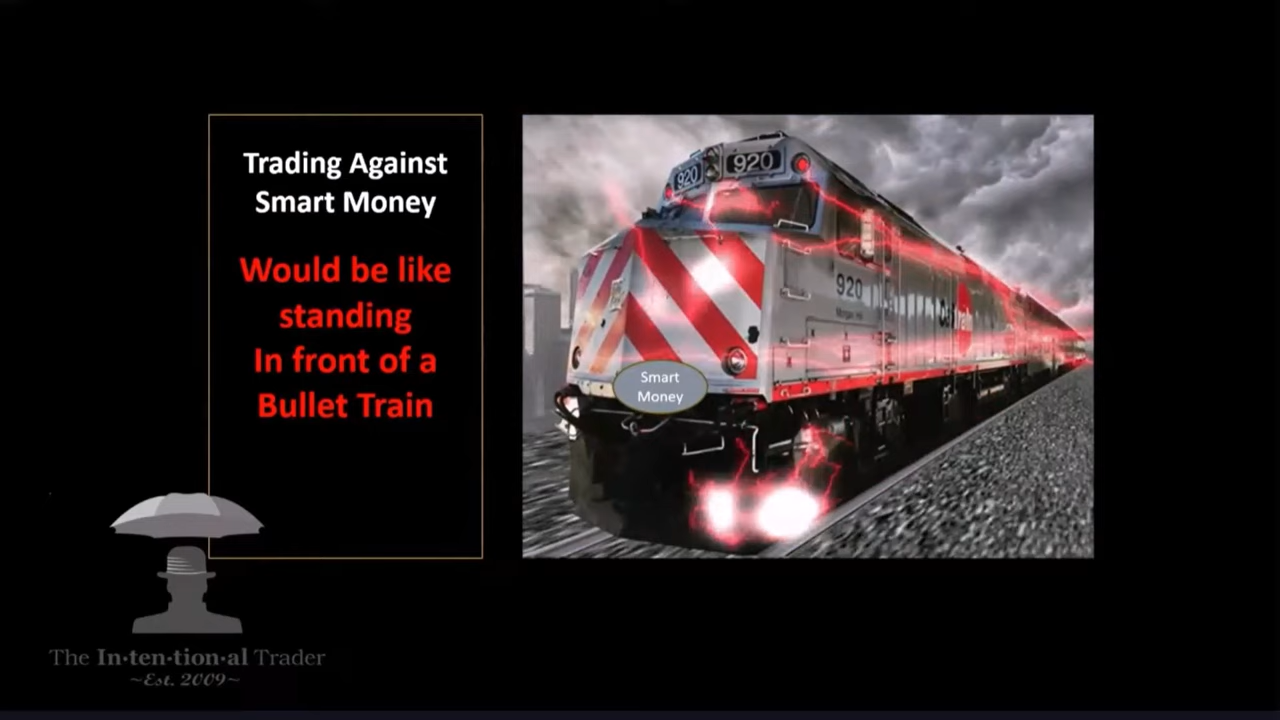 Trading Against
Smart Money
Would be like
standing
In front of a
Bullet Train
920
920
920
Smart
Money
The In·ten·tion·al Trader
~Est. 2009~